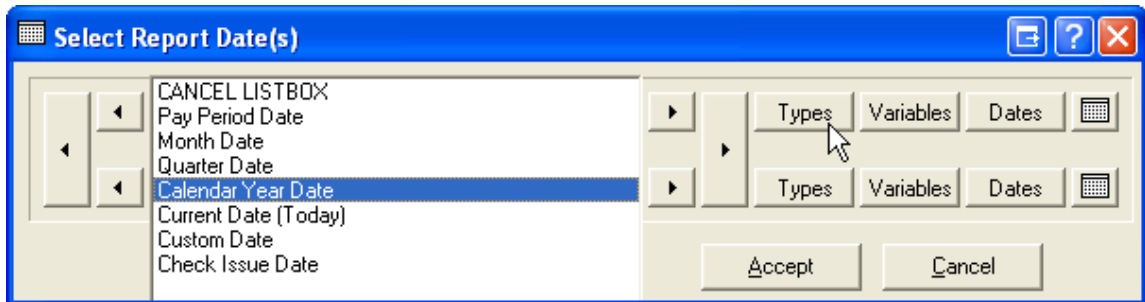 Select Report Date(s)
CANCEL LISTBOX
Pay Period Date
Month Date
Quarter Date
Calendar Year Date
Current Date (Today)
Custom Date
Check Issue Date
Types Variables Dates
Types Variables Dates
Accept Cancel